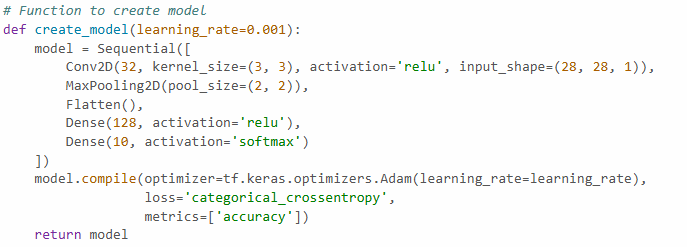 # Function to create model
def create_model(learning_rate=0.001):
    model = Sequential([
        Conv2D(32, kernel_size=(3, 3), activation='relu', input_shape=(28, 28, 1)),
        MaxPooling2D(pool_size=(2, 2)),
        Flatten(),
        Dense(128, activation='relu'),
        Dense(10, activation='softmax')
    ])
    model.compile(optimizer=tf.keras.optimizers.Adam(learning_rate=learning_rate),
                  loss='categorical_crossentropy',
                  metrics=['accuracy'])
    return model